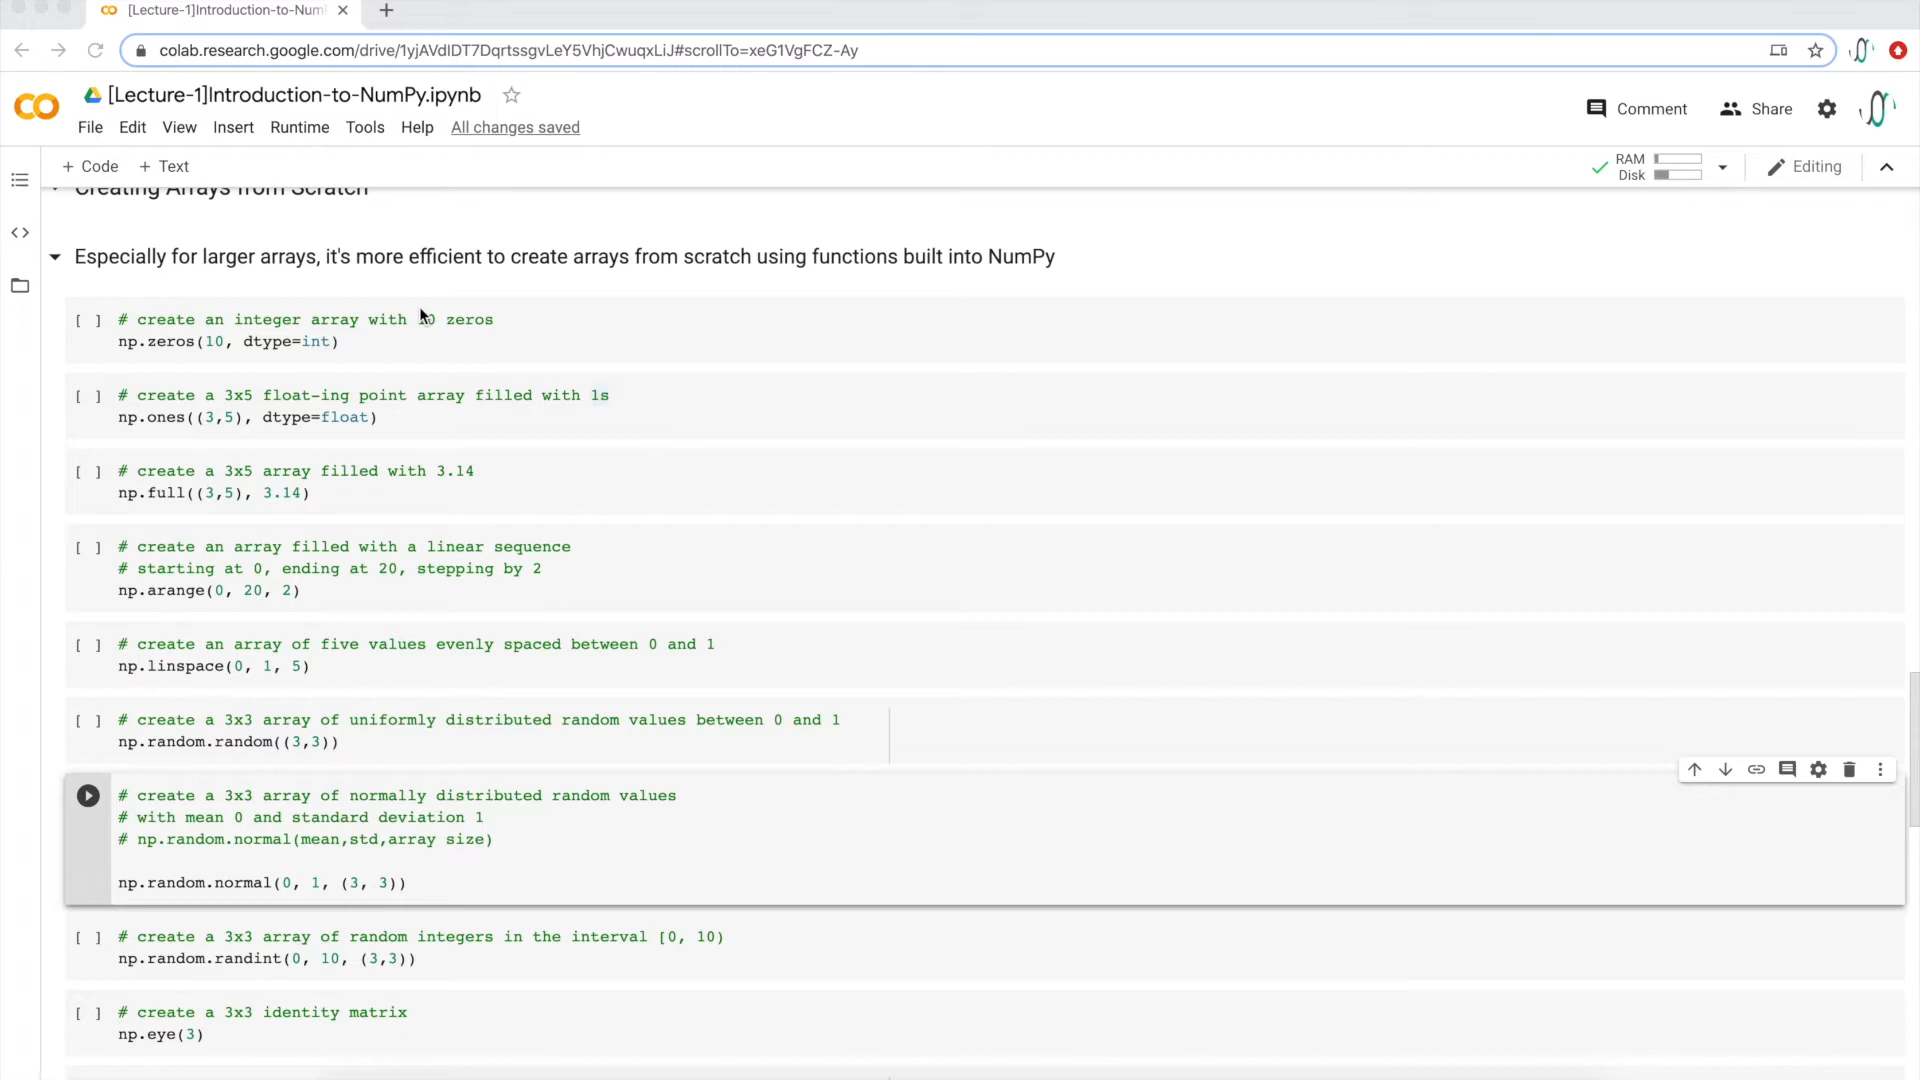 [Lecture-1]Introduction-to-Num
colab.research.google.com/drive/1yjAVdlDT7DqrtssgvLeY5VhjCwuqxLiJ#scrollTo=xeG1VgFCZ-Ay
[Lecture-1]Introduction-to-NumPy.ipynb
Comment Share
File Edit View Insert Runtime Tools Help All changes saved
+ Code + Text
RAM
Disk
Editing
Creating Arrays from Scratch
Especially for larger arrays, it's more efficient to create arrays from scratch using functions built into NumPy
[ ] # create an integer array with 10 zeros
np.zeros(10, dtype=int)
[ ] # create a 3x5 float-ing point array filled with 1s
np.ones((3,5), dtype=float)
[ ] # create a 3x5 array filled with 3.14
np.full((3,5), 3.14)
[ ] # create an array filled with a linear sequence
# starting at 0, ending at 20, stepping by 2
np.arange(0, 20, 2)
[ ] # create an array of five values evenly spaced between 0 and 1
np.linspace(0, 1, 5)
[ ] # create a 3x3 array of uniformly distributed random values between 0 and 1
np.random.random((3,3))
# create a 3x3 array of normally distributed random values
# with mean 0 and standard deviation 1
# np.random.normal(mean,std,array size)
np.random.normal(0, 1, (3, 3))
[ ] # create a 3x3 array of random integers in the interval [0, 10)
np.random.randint(0, 10, (3,3))
[ ] # create a 3x3 identity matrix
np.eye(3)